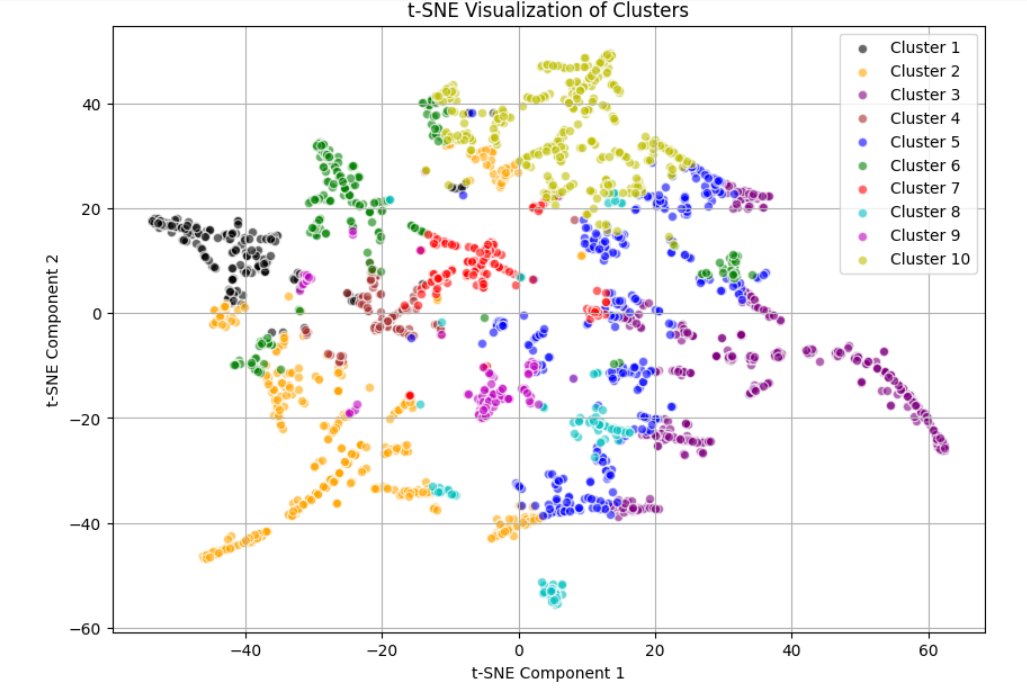 t-SNE Visualization of Clusters
Cluster 1
Cluster 2
Cluster 3
Cluster 4
Cluster 5
Cluster 6
Cluster 7
Cluster 8
Cluster 9
Cluster 10
40
20
0
−20
−40
−60
t-SNE Component 2
−40
−20
0
20
40
60
t-SNE Component 1